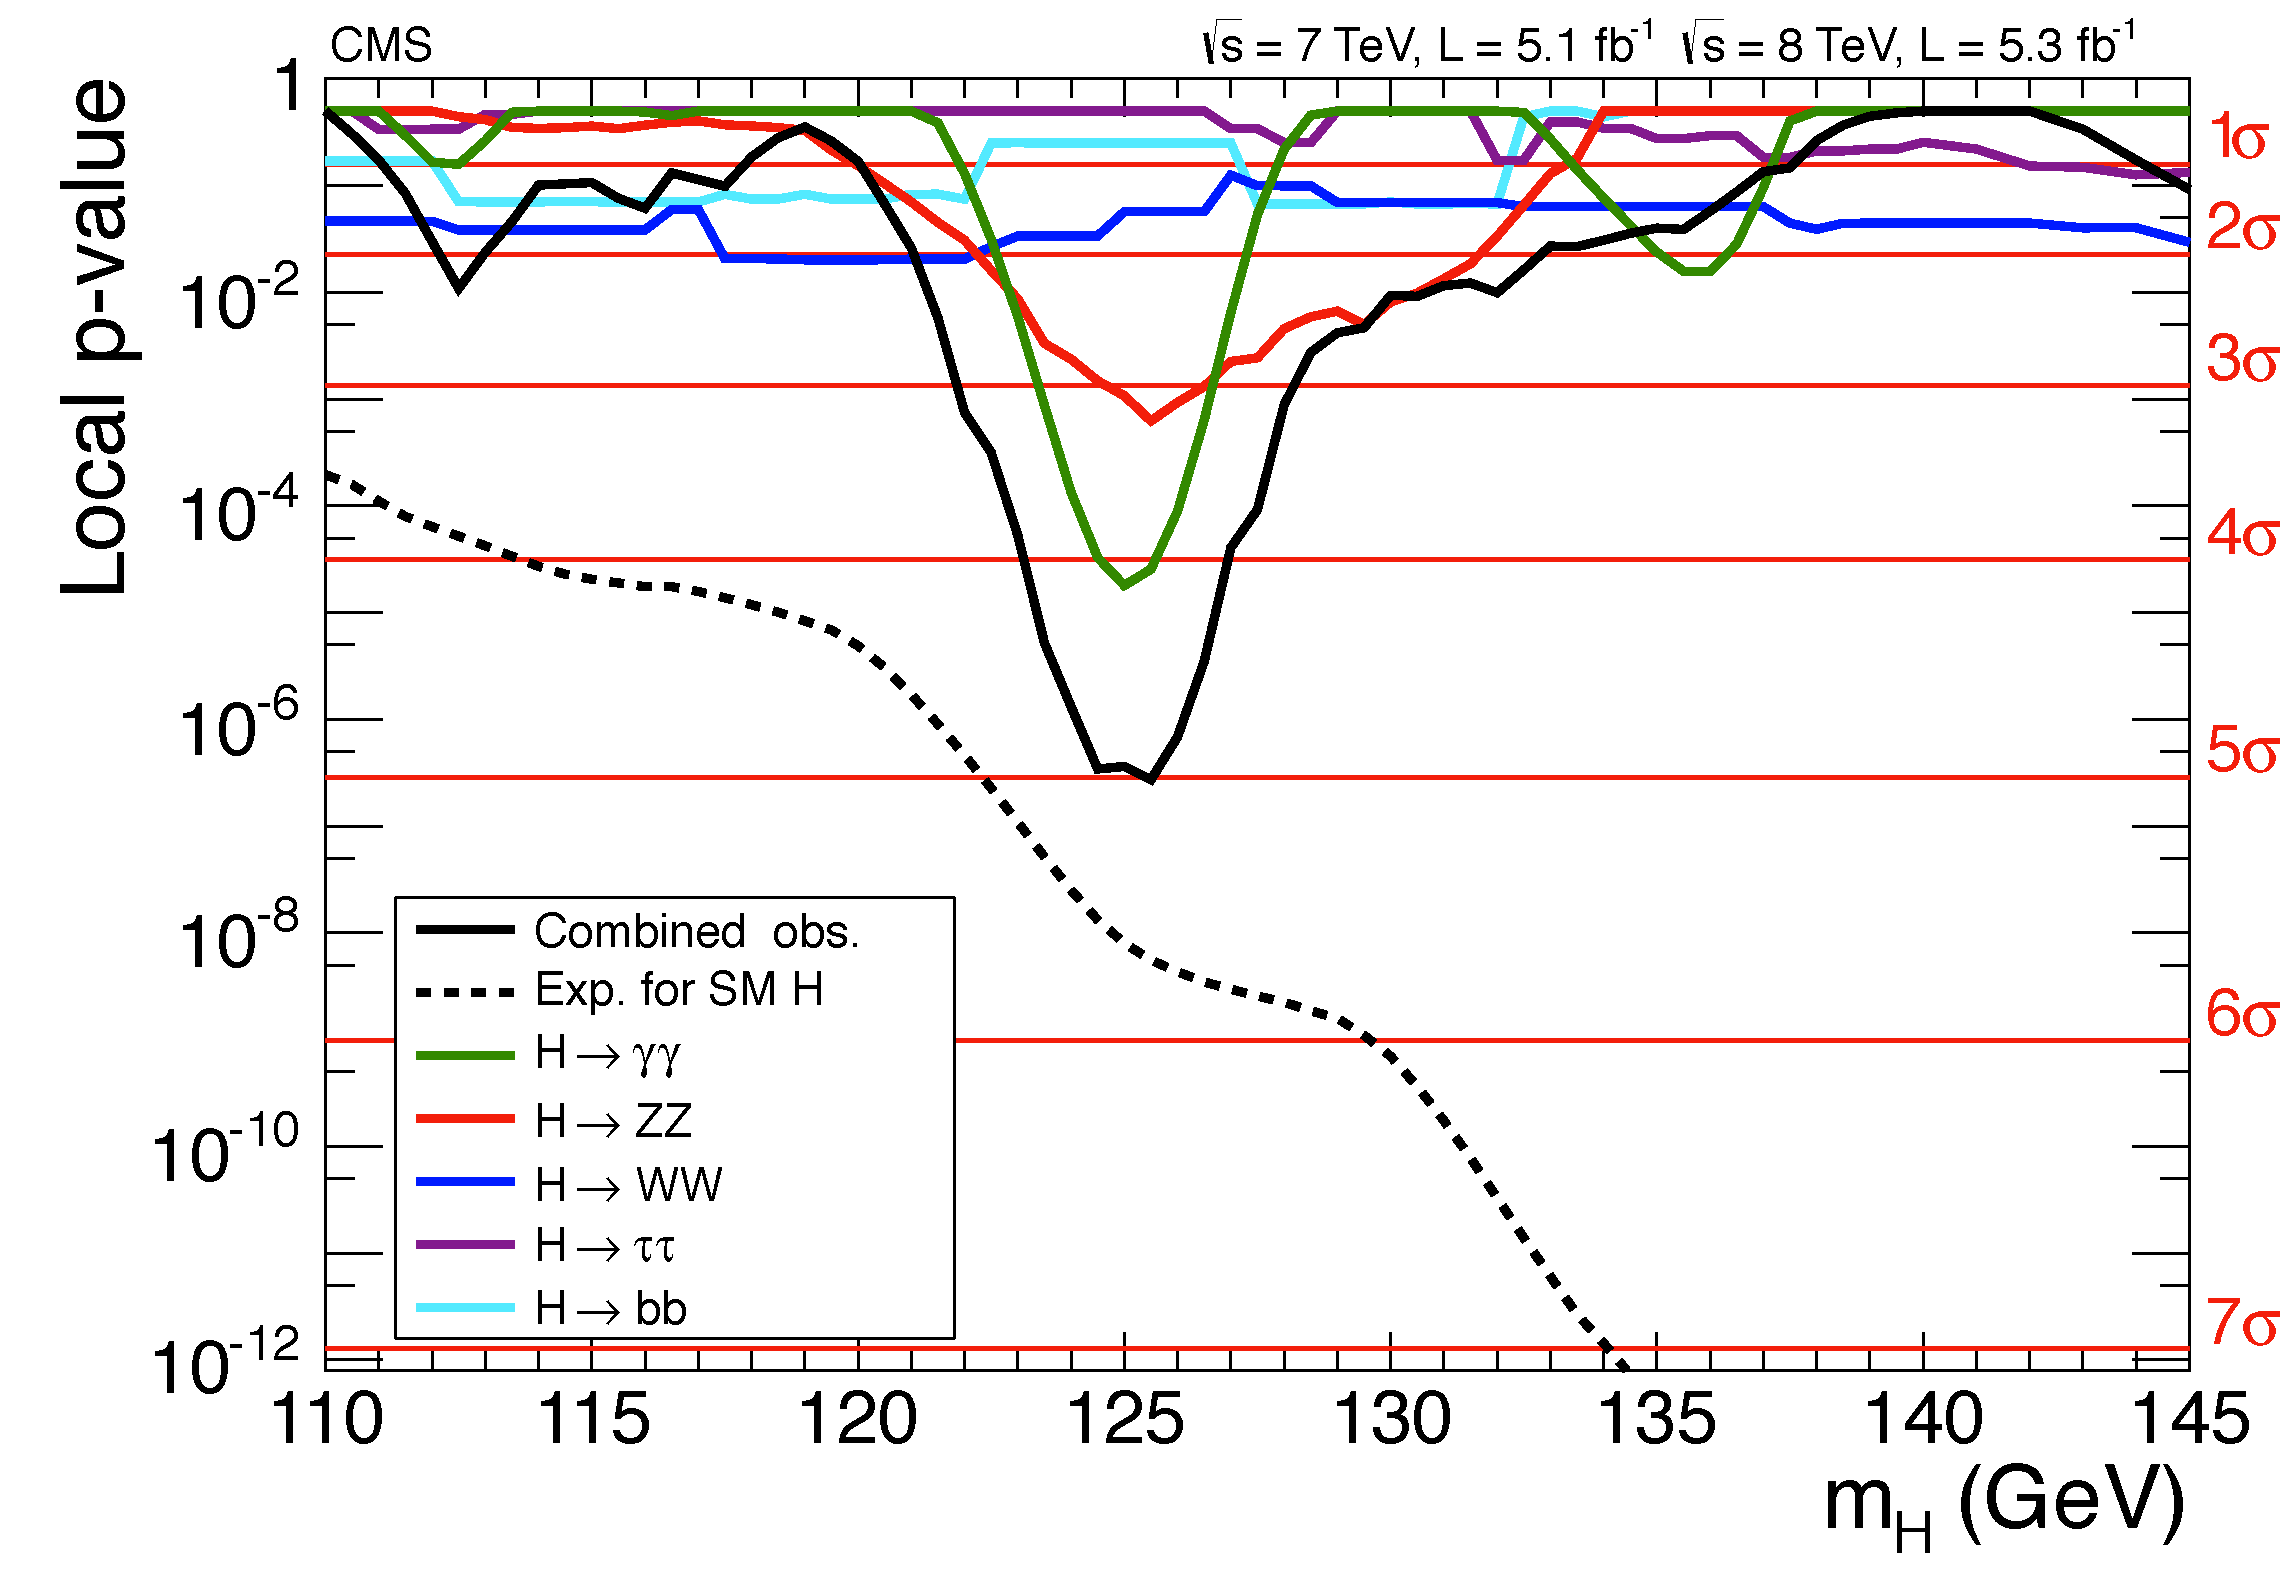 CMS √s = 7 TeV, L = 5.1 fb⁻¹ √s = 8 TeV, L = 5.3 fb⁻¹
Local p-value
1
10⁻²
10⁻⁴
10⁻⁶
10⁻⁸
10⁻¹⁰
10⁻¹²
1σ
2σ
3σ
4σ
5σ
6σ
7σ
Combined obs.
Exp. for SM H
H → γγ
H → ZZ
H → WW
H → ττ
H → bb
110 115 120 125 130 135 140 145
m_H (GeV)